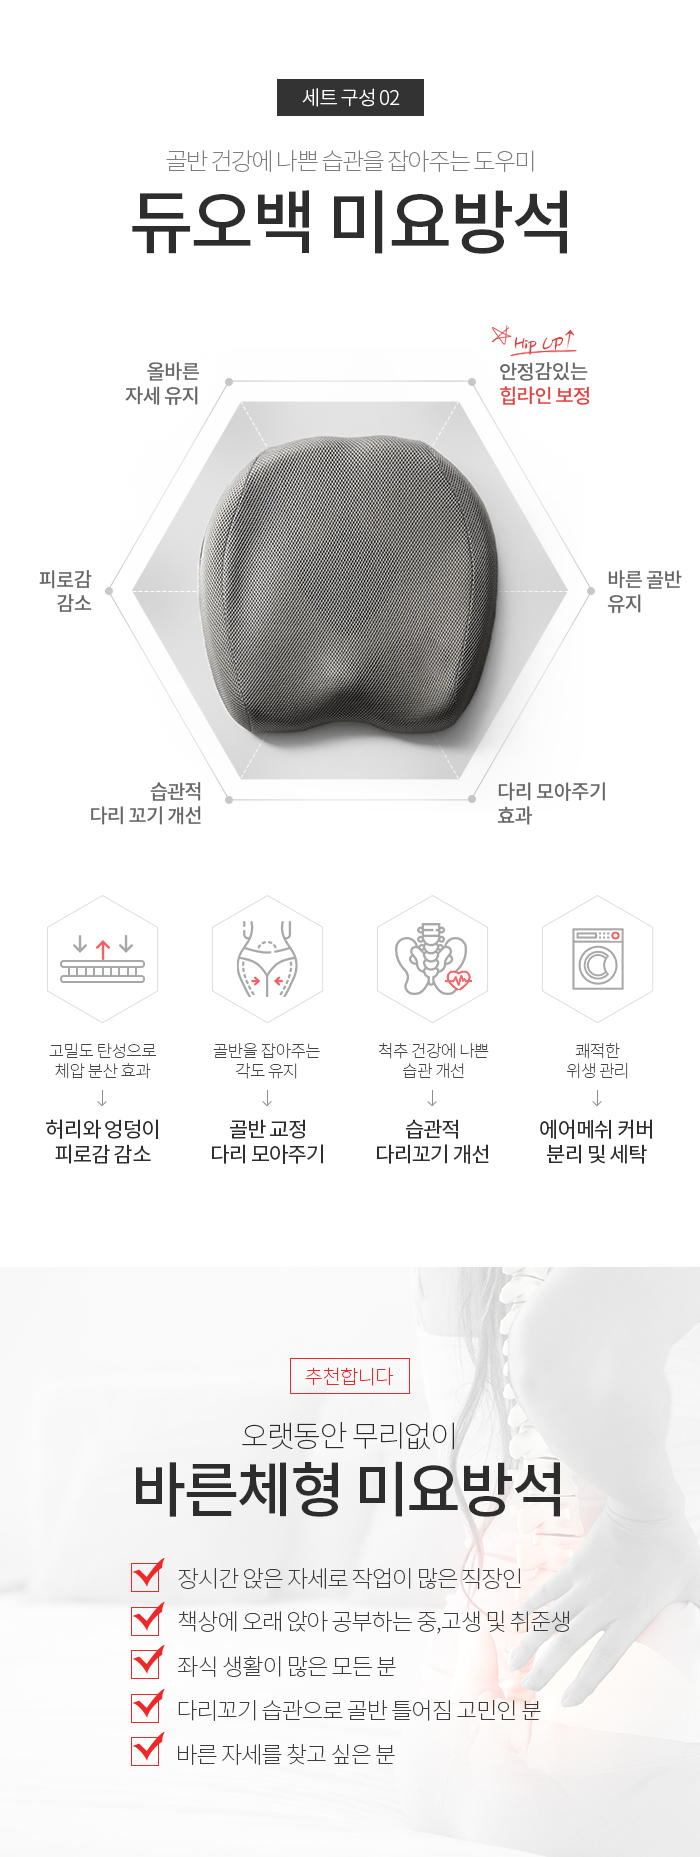 세트 구성 02
골반 건강에 나쁜 습관을 잡아주는 도우미
듀오백 미요방석
Hip UP↑
올바른
자세 유지
안정감있는
힙라인 보정
피로감
감소
바른 골반
유지
습관적
다리 꼬기 개선
다리 모아주기
효과
고밀도 탄성으로
체압 분산 효과
↓
허리와 엉덩이
피로감 감소
골반을 잡아주는
각도 유지
↓
골반 교정
다리 모아주기
척추 건강에 나쁜
습관 개선
↓
습관적
다리꼬기 개선
쾌적한
위생 관리
↓
에어메쉬 커버
분리 및 세탁
추천합니다
오랫동안 무리없이
바른체형 미요방석
장시간 앉은 자세로 작업이 많은 직장인
책상에 오래 앉아 공부하는 중,고생 및 취준생
좌식 생활이 많은 모든 분
다리꼬기 습관으로 골반 틀어짐 고민인 분
바른 자세를 찾고 싶은 분